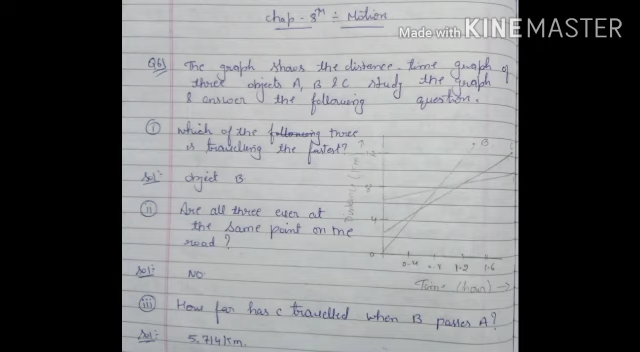 Chap - 8th :- Motion
Made with KINEMASTER
Q6) The graph shows the distance-time graph of
three objects A, B & C study the graph
& answer the following question.
(i) Which of the following three
is travelling the fastest?
Sol:- Object B
(ii) Are all three ever at
the same point on the
road?
Sol:- NO
(iii) How far has C travelled when B passes A?
Sol:- 5.714 Km.
B
8
4
0
0.4
1.2
1.6
Time (hour) →
Distance